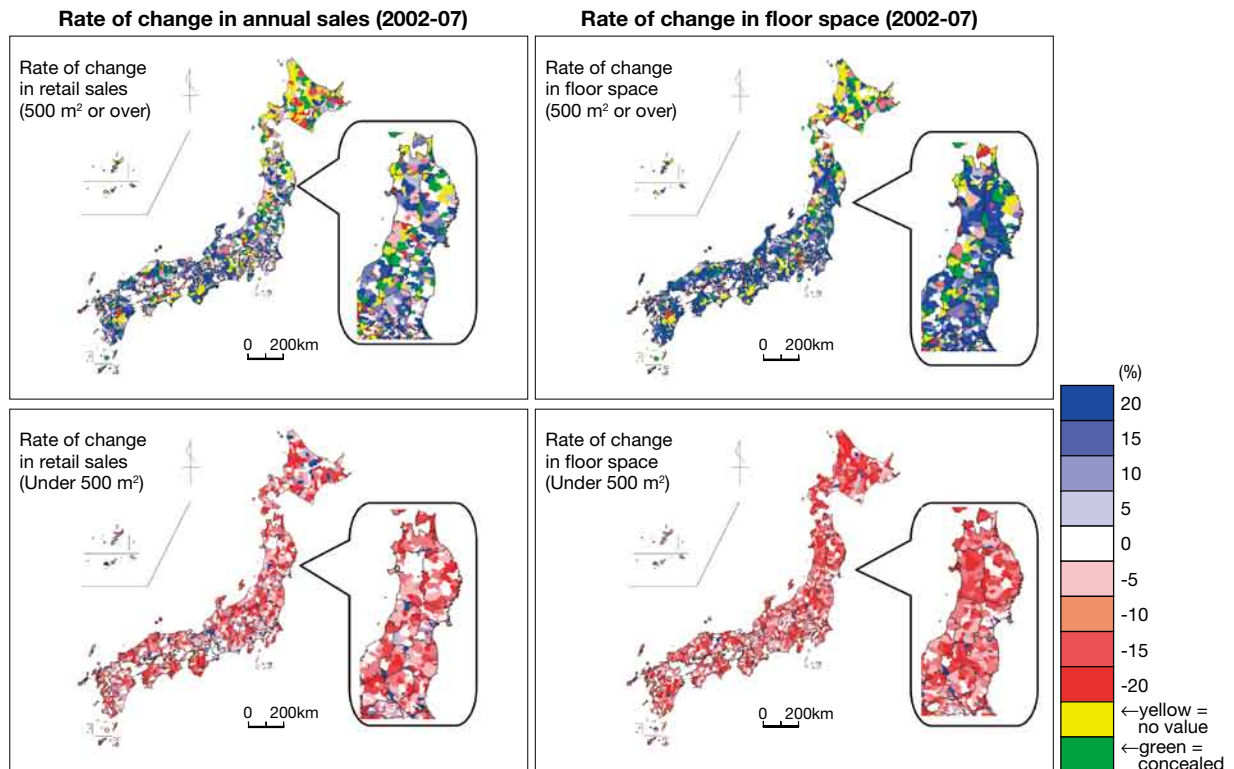 Rate of change in annual sales (2002-07)
Rate of change in floor space (2002-07)
Rate of change
in retail sales
(500 m² or over)
0 200km
Rate of change
in floor space
(500 m² or over)
0 200km
Rate of change
in retail sales
(Under 500 m²)
0 200km
Rate of change
in floor space
(Under 500 m²)
0 200km
(%)
20
15
10
5
0
-5
-10
-15
-20
←yellow =
no value
←green =
concealed